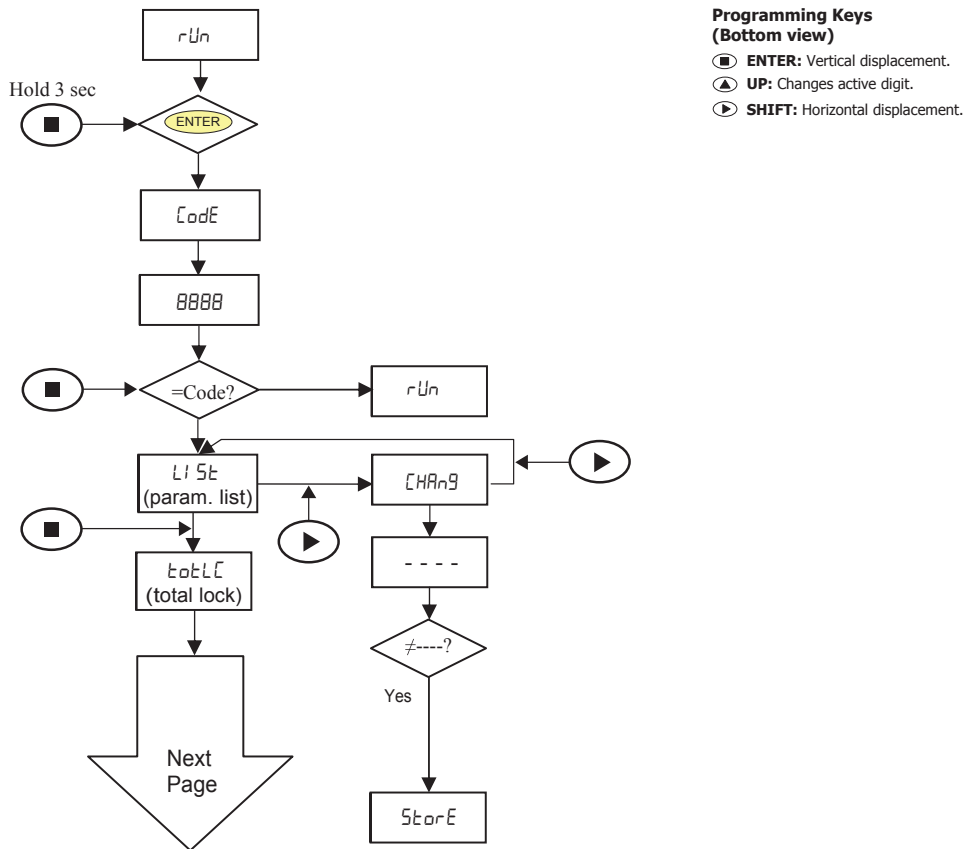 Programming Keys
(Bottom view)
ENTER: Vertical displacement.
UP: Changes active digit.
SHIFT: Horizontal displacement.
rUn
Hold 3 sec
ENTER
CodE
8888
=Code?
rUn
LISt
(param. list)
CHAn9
totLC
(total lock)
- - - -
≠----?
Yes
Next
Page
StorE